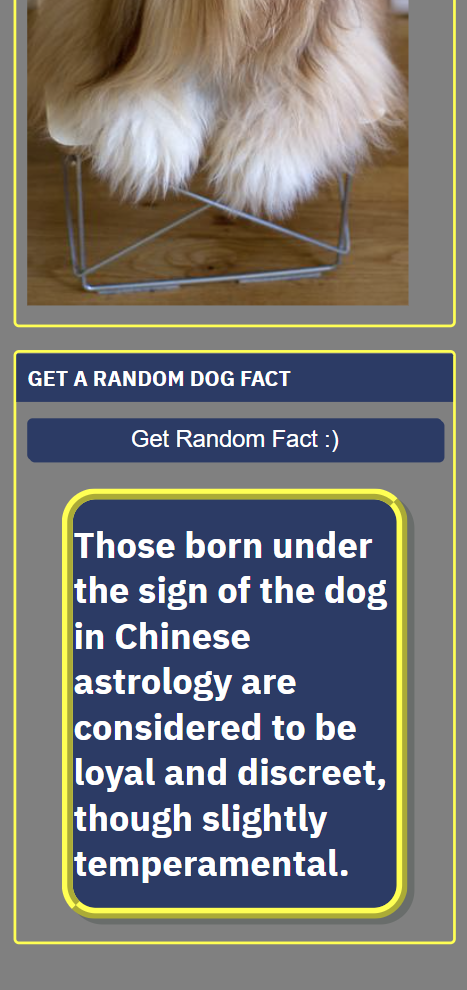 GET A RANDOM DOG FACT
Get Random Fact :)
Those born under
the sign of the dog
in Chinese
astrology are
considered to be
loyal and discreet,
though slightly
temperamental.